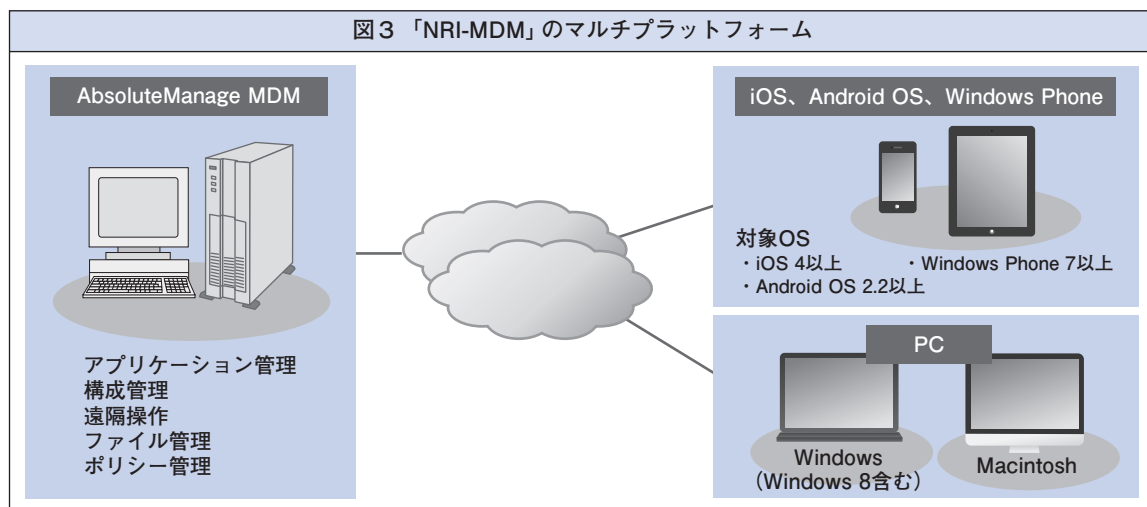 図3 「NRI-MDM」のマルチプラットフォーム
AbsoluteManage MDM
アプリケーション管理
構成管理
遠隔操作
ファイル管理
ポリシー管理
iOS、Android OS、Windows Phone
対象OS
・iOS 4以上 ・Windows Phone 7以上
・Android OS 2.2以上
PC
Windows
（Windows 8含む）
Macintosh